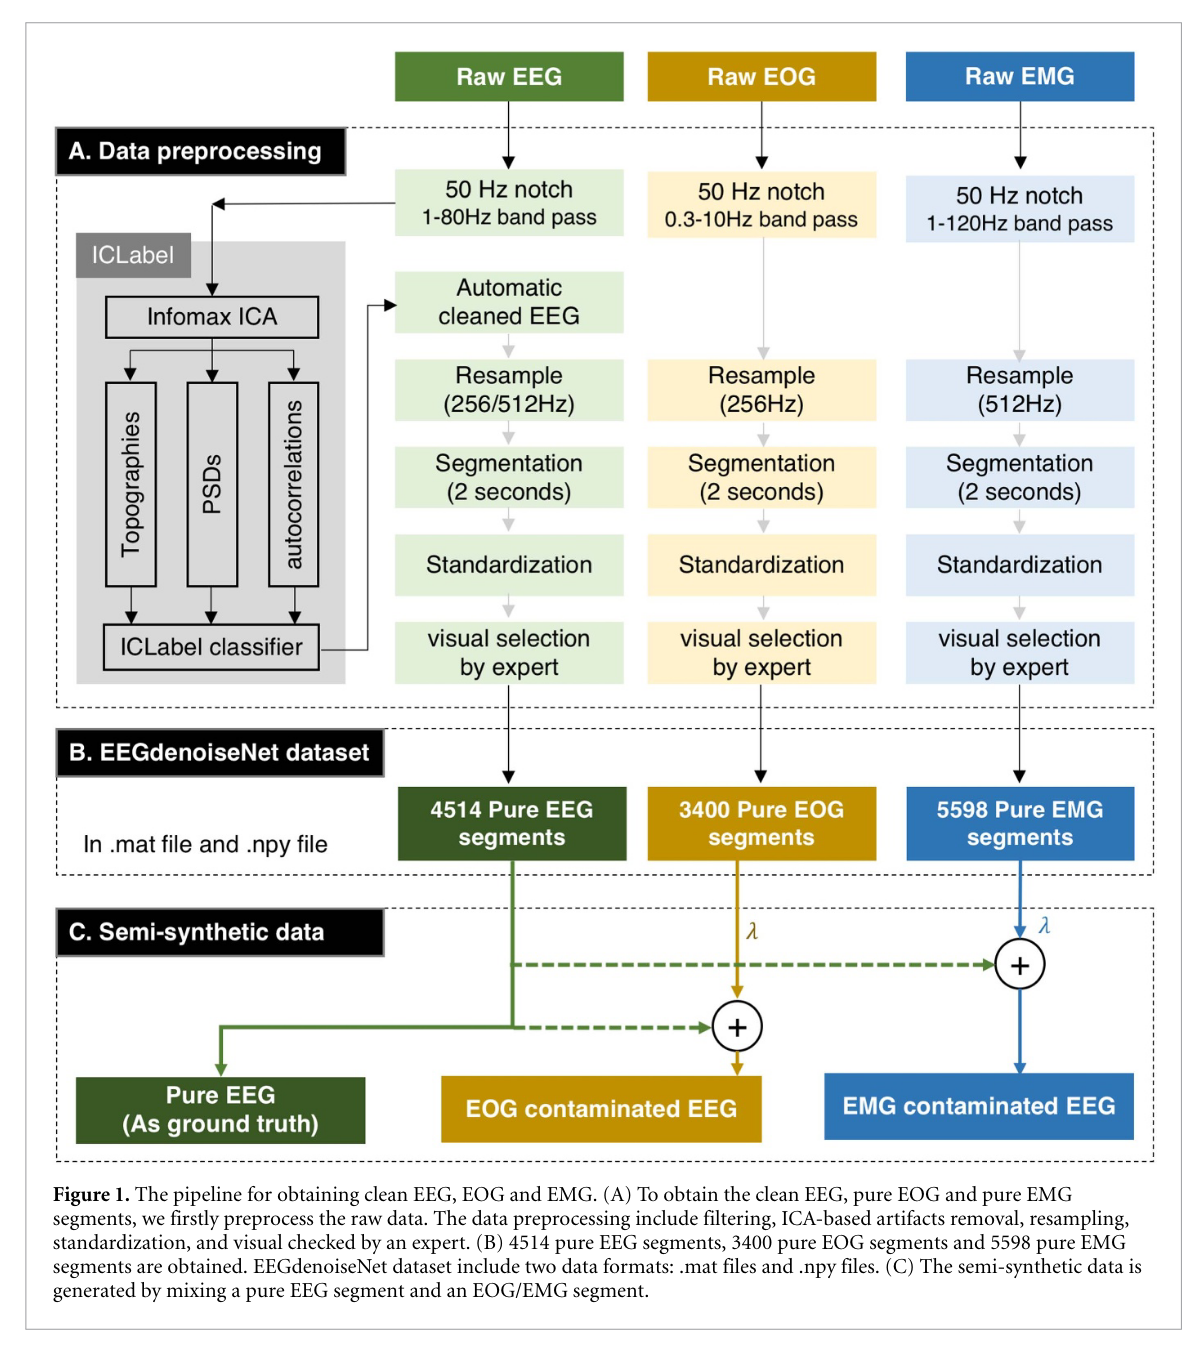 Raw EEG
Raw EOG
Raw EMG
A. Data preprocessing
50 Hz notch
1-80Hz band pass
50 Hz notch
0.3-10Hz band pass
50 Hz notch
1-120Hz band pass
ICLabel
Infomax ICA
Topographies
PSDs
autocorrelations
ICLabel classifier
Automatic
cleaned EEG
Resample
(256/512Hz)
Resample
(256Hz)
Resample
(512Hz)
Segmentation
(2 seconds)
Segmentation
(2 seconds)
Segmentation
(2 seconds)
Standardization
Standardization
Standardization
visual selection
by expert
visual selection
by expert
visual selection
by expert
B. EEGdenoiseNet dataset
In .mat file and .npy file
4514 Pure EEG
segments
3400 Pure EOG
segments
5598 Pure EMG
segments
C. Semi-synthetic data
λ
λ
+
+
Pure EEG
(As ground truth)
EOG contaminated EEG
EMG contaminated EEG
Figure 1. The pipeline for obtaining clean EEG, EOG and EMG. (A) To obtain the clean EEG, pure EOG and pure EMG
segments, we firstly preprocess the raw data. The data preprocessing include filtering, ICA-based artifacts removal, resampling,
standardization, and visual checked by an expert. (B) 4514 pure EEG segments, 3400 pure EOG segments and 5598 pure EMG
segments are obtained. EEGdenoiseNet dataset include two data formats: .mat files and .npy files. (C) The semi-synthetic data is
generated by mixing a pure EEG segment and an EOG/EMG segment.